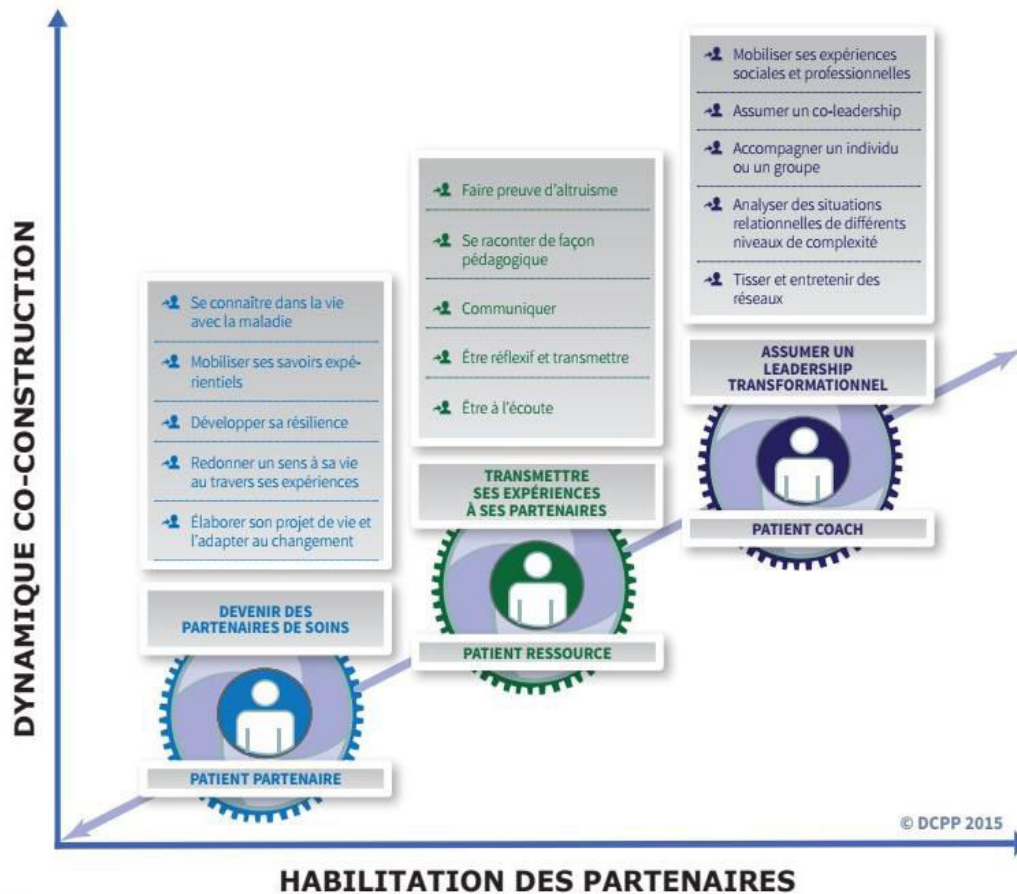 DYNAMIQUE CO-CONSTRUCTION
Se connaître dans la vie
avec la maladie
Mobiliser ses savoirs expé-
rientiels
Développer sa résilience
Redonner un sens à sa vie
au travers ses expériences
Élaborer son projet de vie et
l'adapter au changement
DEVENIR DES
PARTENAIRES DE SOINS
PATIENT PARTENAIRE
Faire preuve d'altruisme
Se raconter de façon
pédagogique
Communiquer
Être réflexif et transmettre
Être à l'écoute
TRANSMETTRE
SES EXPÉRIENCES
À SES PARTENAIRES
PATIENT RESSOURCE
Mobiliser ses expériences
sociales et professionnelles
Assumer un co-leadership
Accompagner un individu
ou un groupe
Analyser des situations
relationnelles de différents
niveaux de complexité
Tisser et entretenir des
réseaux
ASSUMER UN
LEADERSHIP
TRANSFORMATIONNEL
PATIENT COACH
© DCPP 2015
HABILITATION DES PARTENAIRES